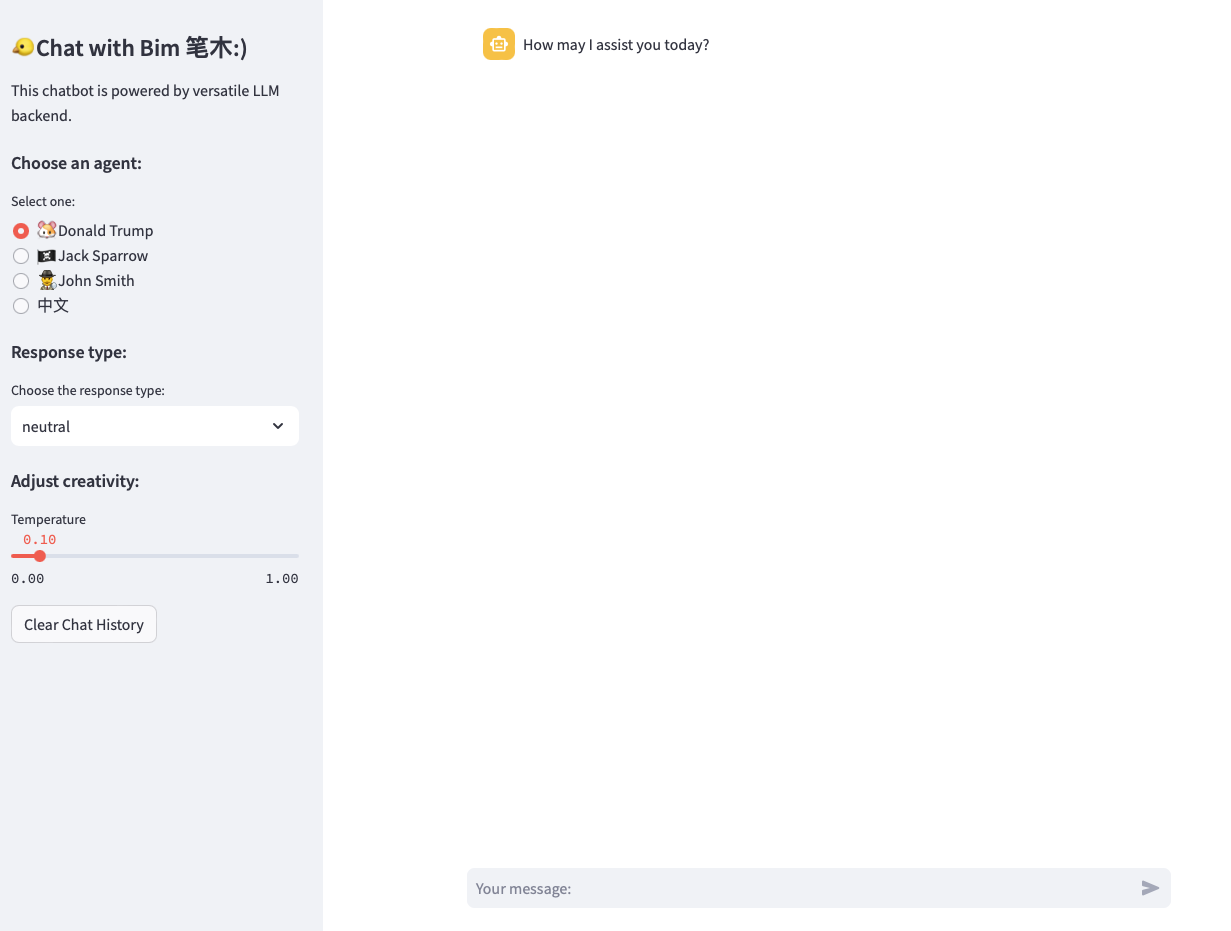 🐤Chat with Bim 笔木:)
This chatbot is powered by versatile LLM
backend.
Choose an agent:
Select one:
🐹Donald Trump
🏴‍☠️Jack Sparrow
🕵️John Smith
中文
Response type:
Choose the response type:
neutral
Adjust creativity:
Temperature
0.10
0.00 1.00
Clear Chat History
How may I assist you today?
Your message: